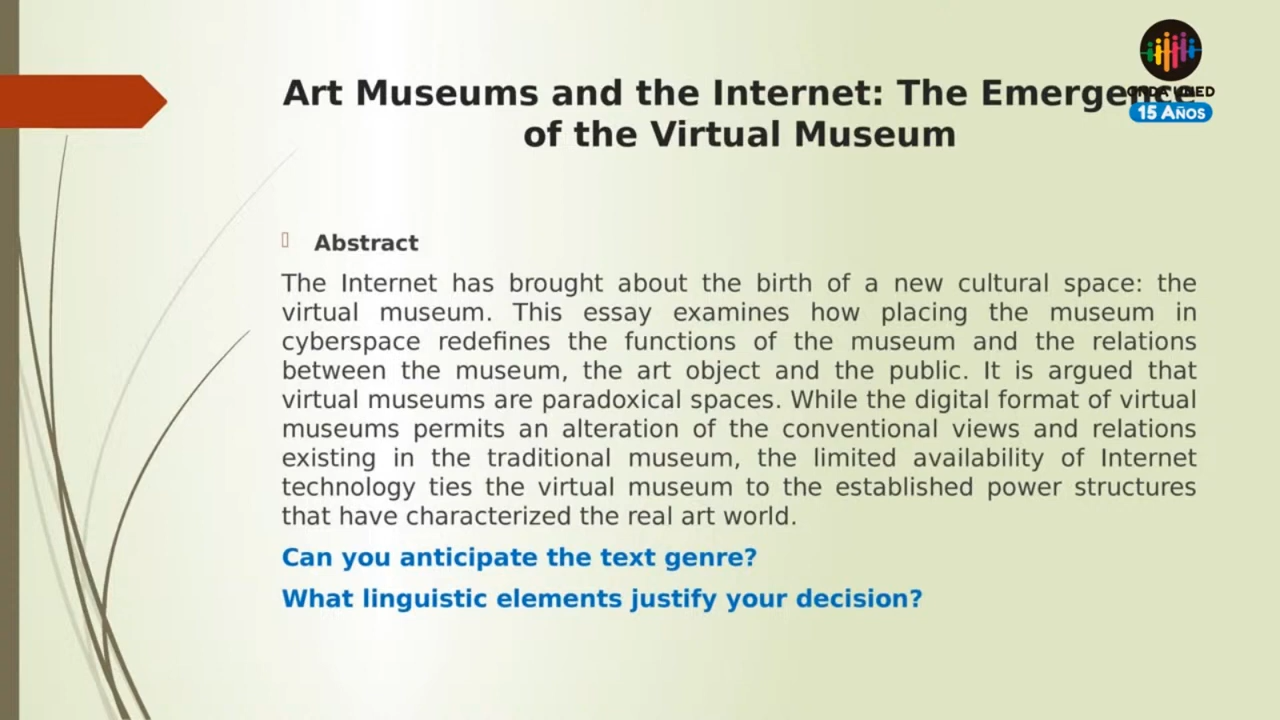 Art Museums and the Internet: The Emergence
of the Virtual Museum
ONDA UNED
15 AÑOS
Abstract
The Internet has brought about the birth of a new cultural space: the
virtual museum. This essay examines how placing the museum in
cyberspace redefines the functions of the museum and the relations
between the museum, the art object and the public. It is argued that
virtual museums are paradoxical spaces. While the digital format of virtual
museums permits an alteration of the conventional views and relations
existing in the traditional museum, the limited availability of Internet
technology ties the virtual museum to the established power structures
that have characterized the real art world.
Can you anticipate the text genre?
What linguistic elements justify your decision?